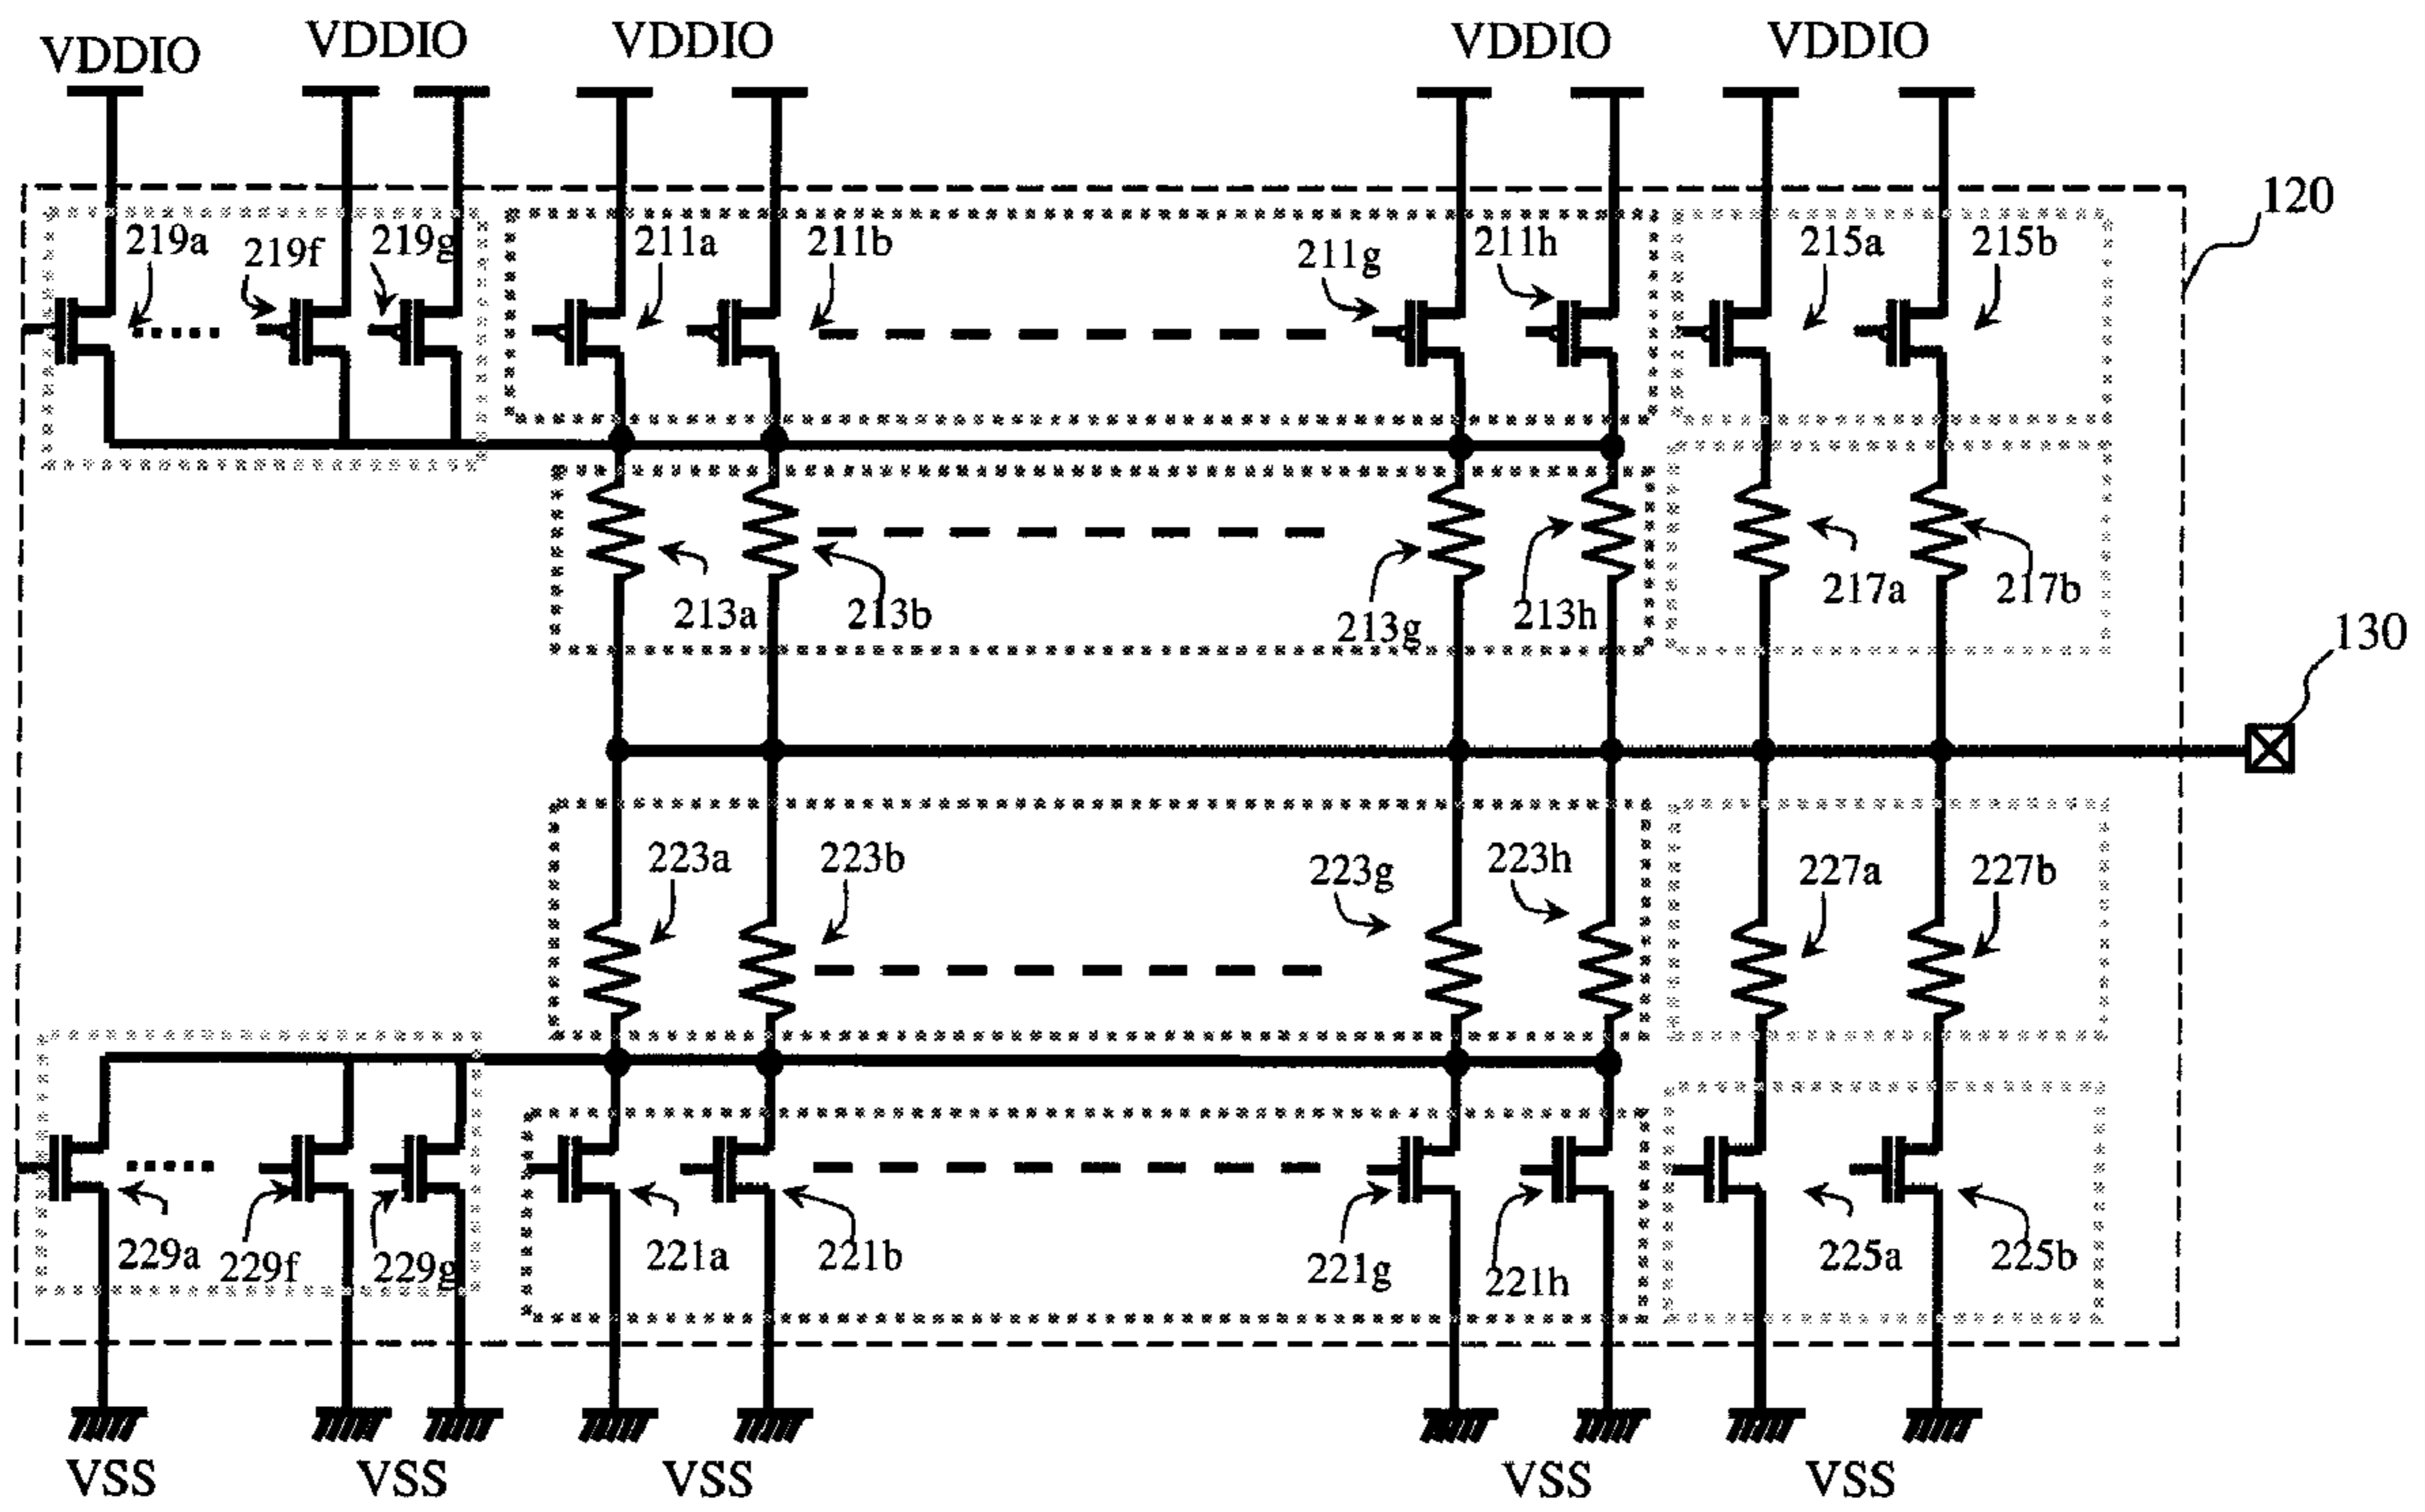 VDDIO VDDIO VDDIO VDDIO VDDIO
120
219a 219f 219g 211a 211b 211g 211h 215a 215b
213a 213b 213g 213h 217a 217b
130
223a 223b 223g 223h 227a 227b
229a 229f 229g 221a 221b 221g 221h 225a 225b
VSS VSS VSS VSS VSS